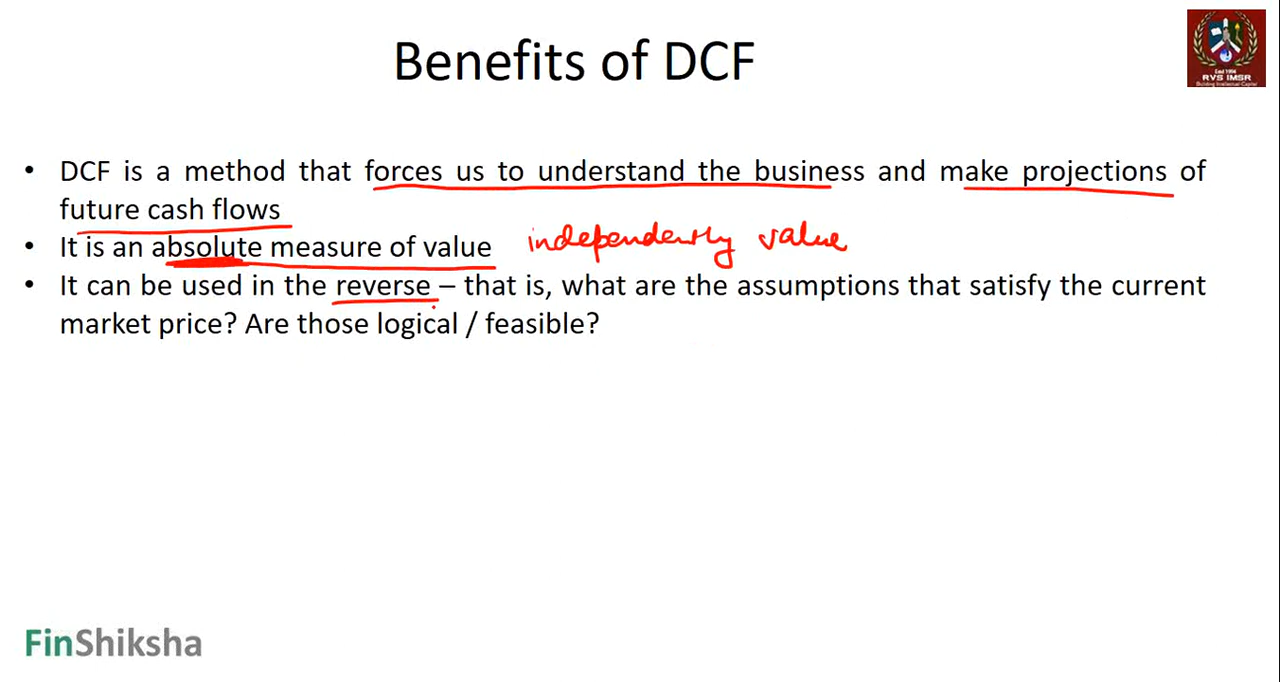 Benefits of DCF
RVS IMSR
• DCF is a method that forces us to understand the business and make projections of
future cash flows
• It is an absolute measure of value independently value
• It can be used in the reverse – that is, what are the assumptions that satisfy the current
market price? Are those logical / feasible?
FinShiksha